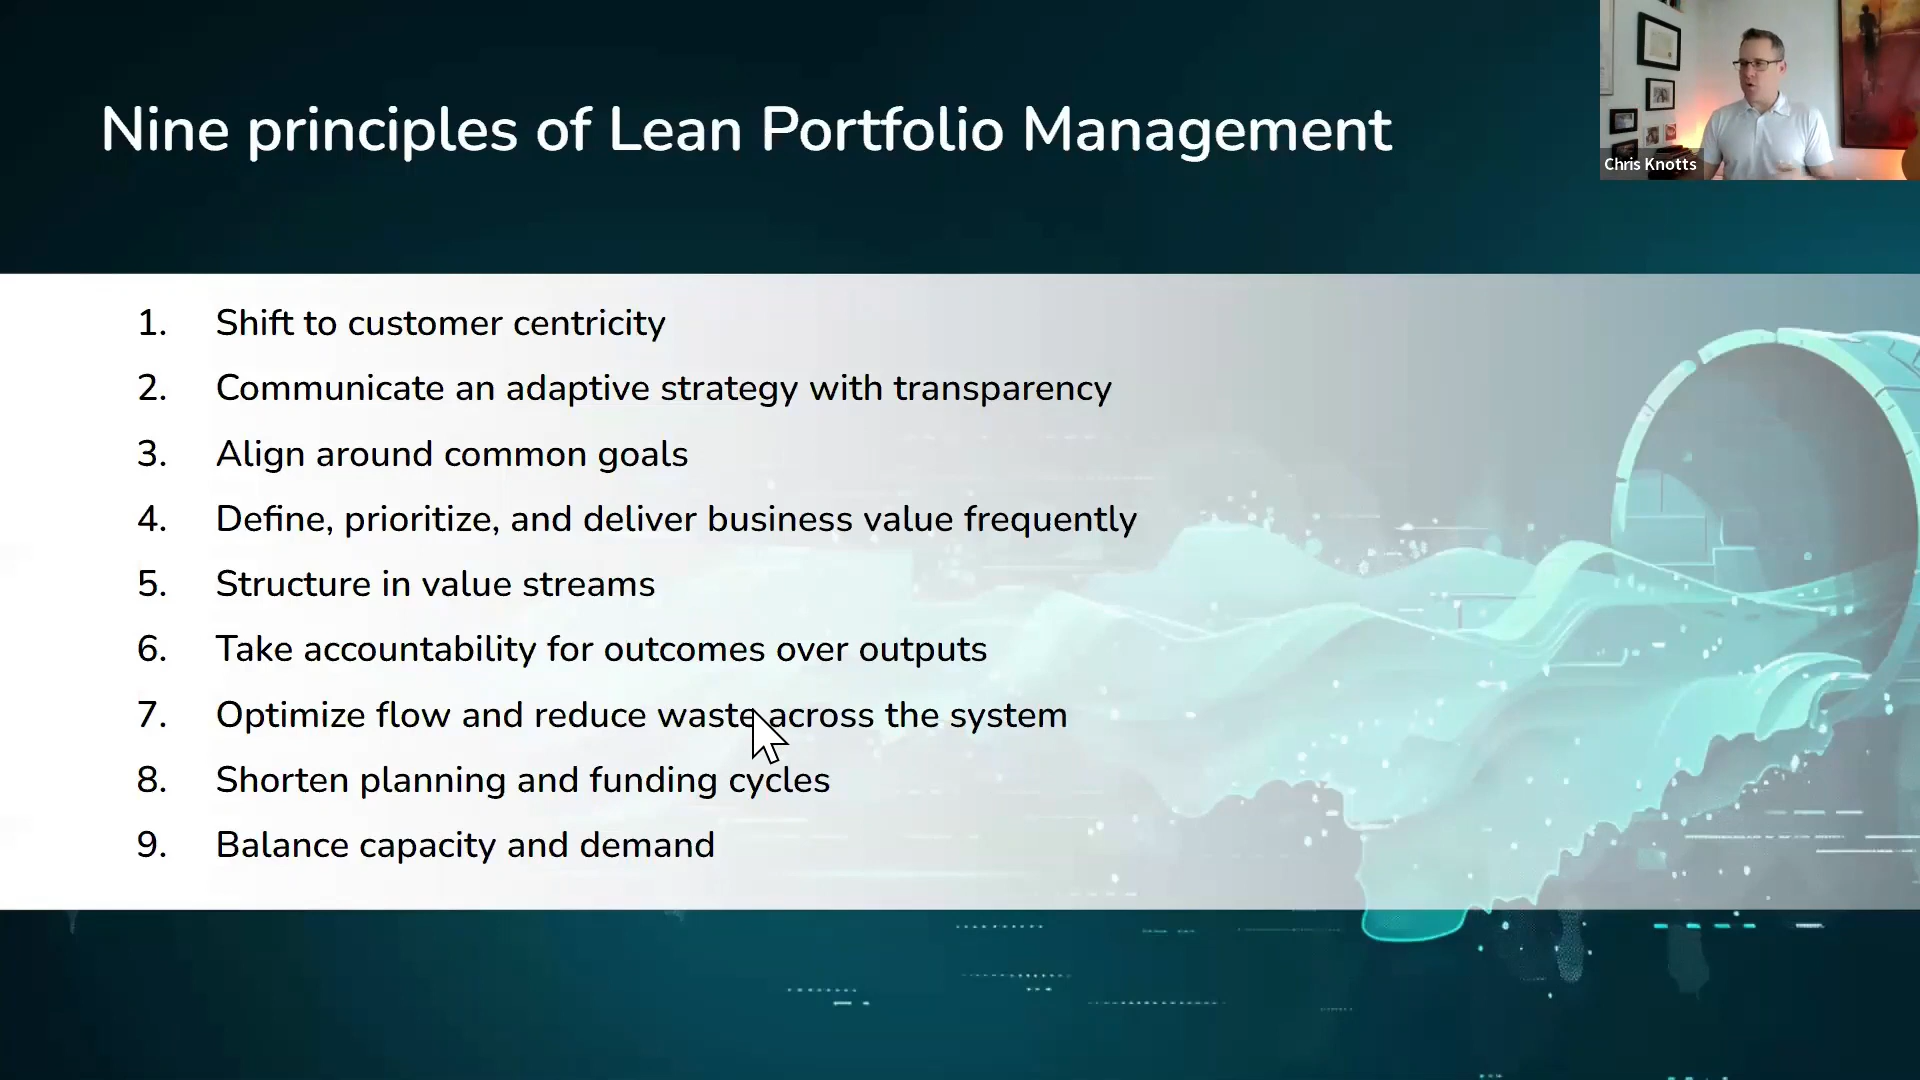 Nine principles of Lean Portfolio Management
Chris Knotts
1. Shift to customer centricity
2. Communicate an adaptive strategy with transparency
3. Align around common goals
4. Define, prioritize, and deliver business value frequently
5. Structure in value streams
6. Take accountability for outcomes over outputs
7. Optimize flow and reduce waste across the system
8. Shorten planning and funding cycles
9. Balance capacity and demand